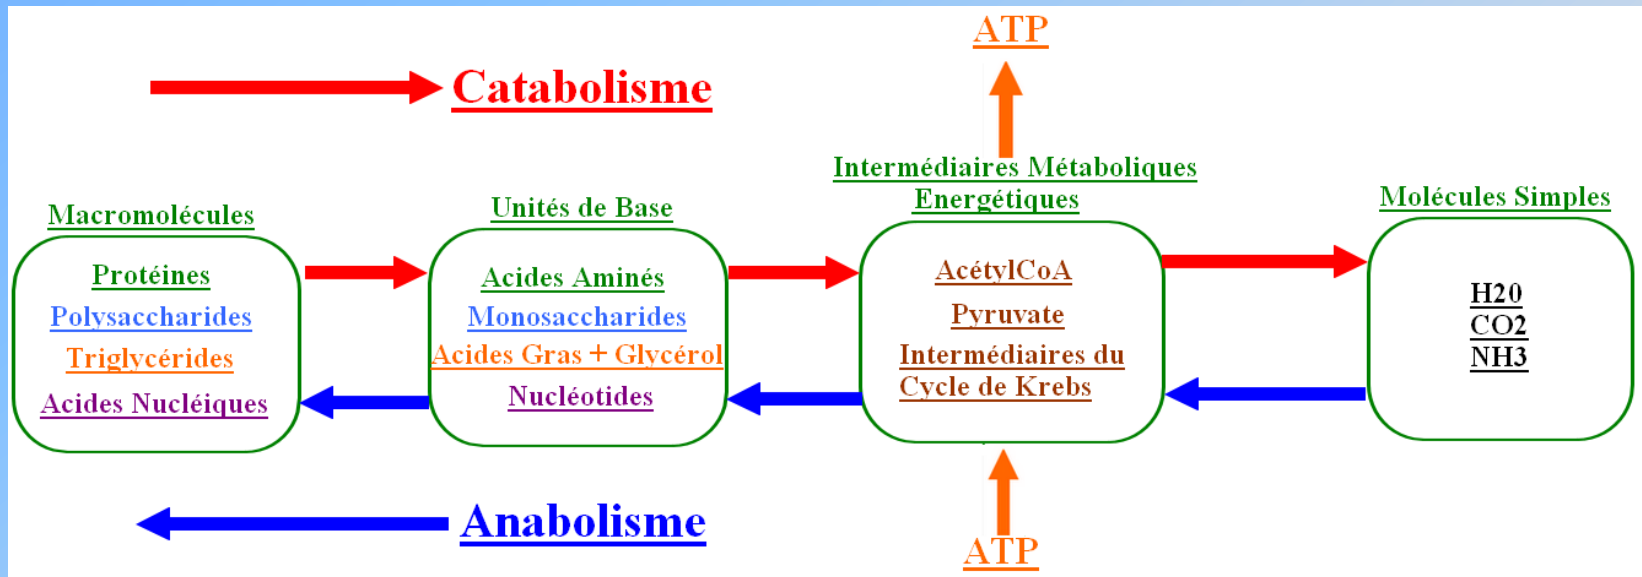 ATP
Catabolisme
Intermédiaires Métaboliques
Energétiques
Macromolécules
Unités de Base
Molécules Simples
Protéines
Polysaccharides
Triglycérides
Acides Nucléiques
Acides Aminés
Monosaccharides
Acides Gras + Glycérol
Nucléotides
AcétylCoA
Pyruvate
Intermédiaires du
Cycle de Krebs
H20
CO2
NH3
Anabolisme
ATP